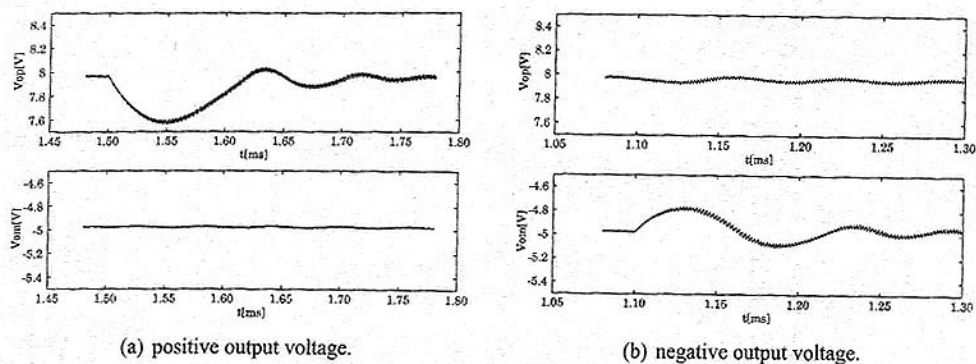 8.4
8.2
8
7.8
7.6
Vop[V]
1.45 1.50 1.55 1.60 1.65 1.70 1.75 1.80
t[ms]
-4.6
-4.8
-5
-5.2
-5.4
Vom[V]
1.45 1.50 1.55 1.60 1.65 1.70 1.75 1.80
t[ms]
(a) positive output voltage.
8.4
8.2
8
7.8
7.6
Vop[V]
1.05 1.10 1.15 1.20 1.25 1.30
t[ms]
-4.6
-4.8
-5
-5.2
-5.4
Vom[V]
1.05 1.10 1.15 1.20 1.25 1.30
t[ms]
(b) negative output voltage.